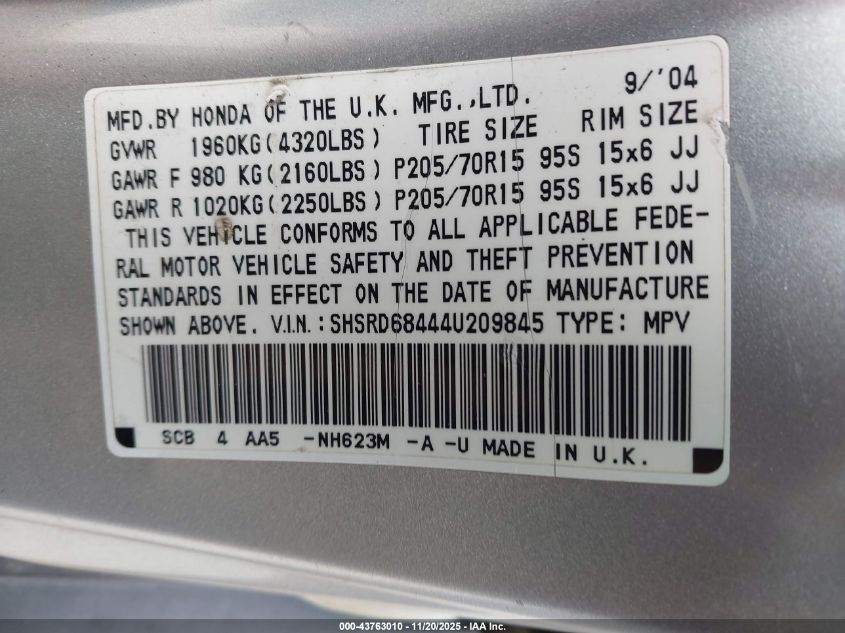 9/'04
MFD.BY HONDA OF THE U.K. MFG.,LTD.
GVWR 1960KG(4320LBS) TIRE SIZE RIM SIZE
GAWR F 980 KG(2160LBS) P205/70R15 95S 15x6 JJ
GAWR R 1020KG(2250LBS) P205/70R15 95S 15x6 JJ
THIS VEHICLE CONFORMS TO ALL APPLICABLE FEDE-
RAL MOTOR VEHICLE SAFETY AND THEFT PREVENTION
STANDARDS IN EFFECT ON THE DATE OF MANUFACTURE
SHOWN ABOVE. V.I.N.:SHSRD68444U209845 TYPE: MPV
SCB 4 AA5 -NH623M -A -U MADE IN U.K.
000-43763010 - 11/20/2025 - IAA Inc.